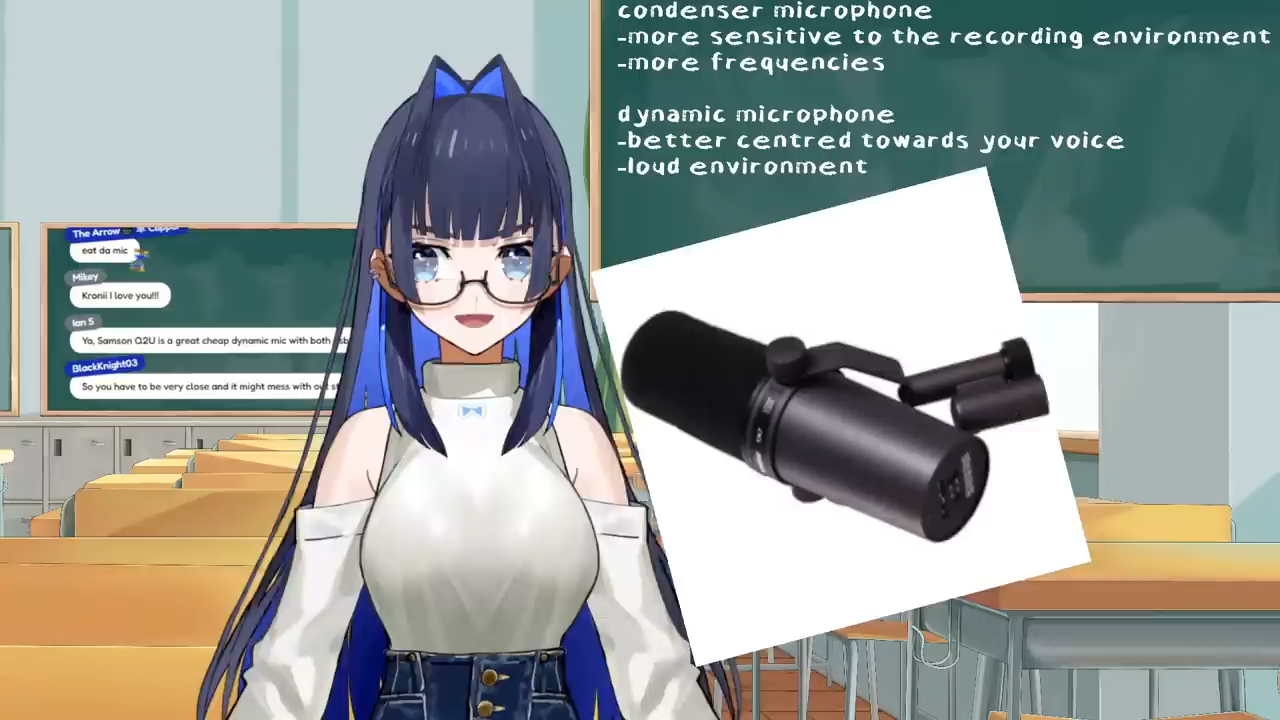 condenser microphone
-more sensitive to the recording environment
-more frequencies
dynamic microphone
-better centred towards your voice
-loud environment
The Arrow Clipper
eat da mic
Mikey
Kronii I love you!!!
Ian S
Ya, Samson Q2U is a great cheap dynamic mic with both
BlackKnight03
So you have to be very close and it might mess with our